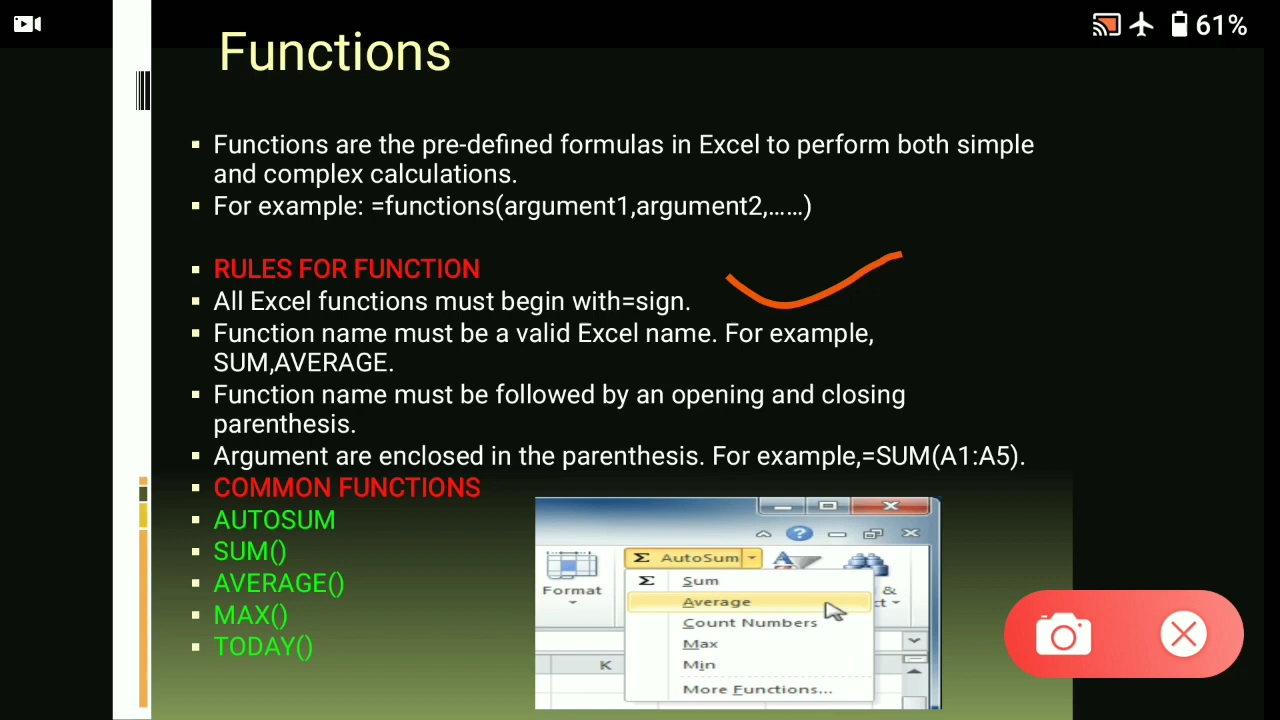 61%
Functions
Functions are the pre-defined formulas in Excel to perform both simple
and complex calculations.
For example: =functions(argument1,argument2,......)
RULES FOR FUNCTION
All Excel functions must begin with=sign.
Function name must be a valid Excel name. For example,
SUM,AVERAGE.
Function name must be followed by an opening and closing
parenthesis.
Argument are enclosed in the parenthesis. For example,=SUM(A1:A5).
COMMON FUNCTIONS
AUTOSUM
SUM()
AVERAGE()
MAX()
TODAY()
Σ AutoSum
Format
Σ Sum
Average
Count Numbers
Max
Min
More Functions...
&
ct
K